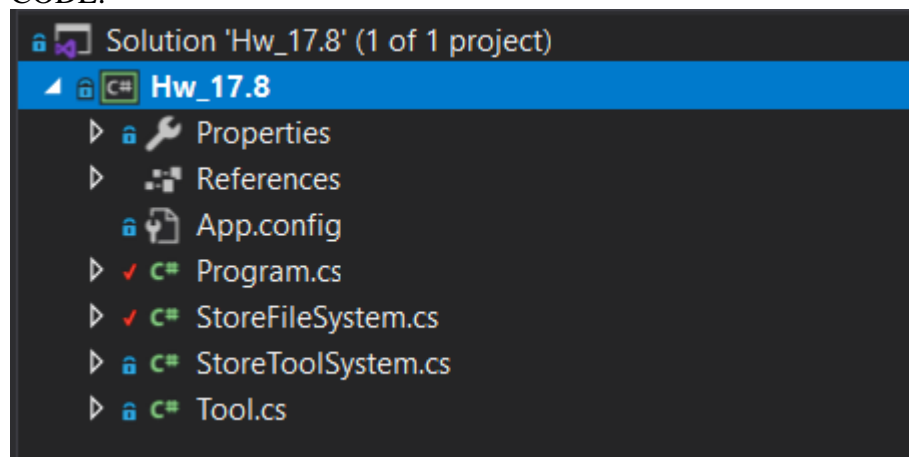 CODE:
Solution 'Hw_17.8' (1 of 1 project)
C# Hw_17.8
Properties
References
App.config
C# Program.cs
C# StoreFileSystem.cs
C# StoreToolSystem.cs
C# Tool.cs